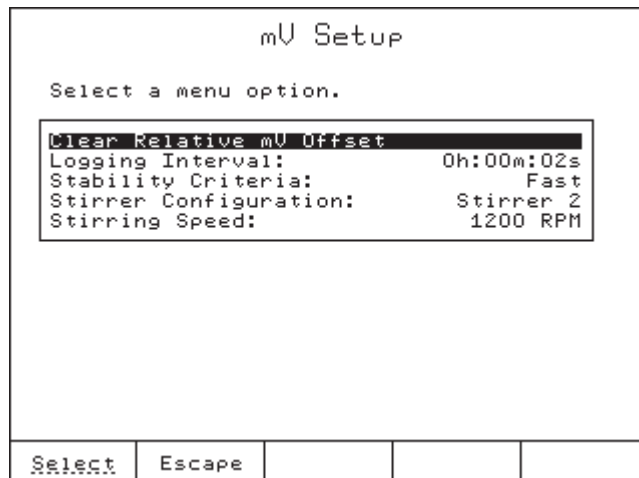 mV Setup
Select a menu option.
Clear Relative mV Offset
Logging Interval: 0h:00m:02s
Stability Criteria: Fast
Stirrer Configuration: Stirrer 2
Stirring Speed: 1200 RPM
Select Escape